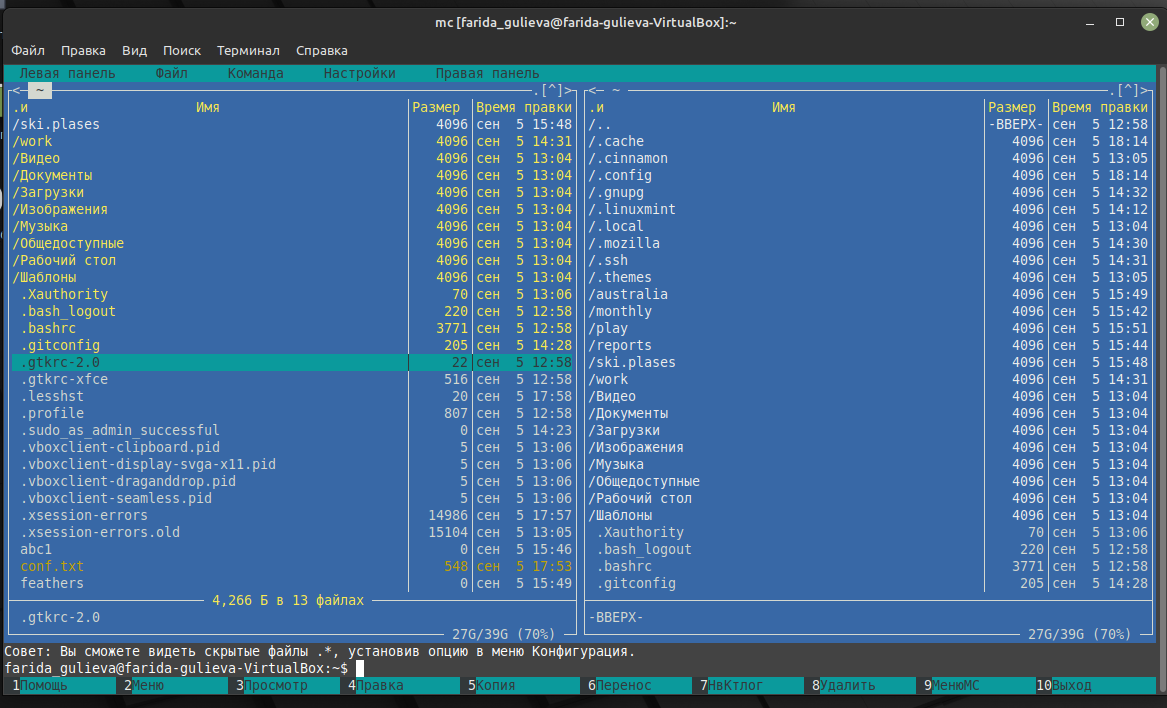 mc [farida_gulieva@farida-gulieva-VirtualBox]:~
Файл Правка Вид Поиск Терминал Справка
Левая панель Файл Команда Настройки Правая панель
<─ ~ .[^]> <─ ~ .[^]>
.и Имя Размер Время правки .и Имя Размер Время правки
/ski.plases 4096 сен 5 15:48 /.. -ВВЕРХ- сен 5 12:58
/work 4096 сен 5 14:31 /.cache 4096 сен 5 18:14
/Видео 4096 сен 5 13:04 /.cinnamon 4096 сен 5 13:05
/Документы 4096 сен 5 13:04 /.config 4096 сен 5 18:14
/Загрузки 4096 сен 5 13:04 /.gnupg 4096 сен 5 14:32
/Изображения 4096 сен 5 13:04 /.linuxmint 4096 сен 5 14:12
/Музыка 4096 сен 5 13:04 /.local 4096 сен 5 13:04
/Общедоступные 4096 сен 5 13:04 /.mozilla 4096 сен 5 14:30
/Рабочий стол 4096 сен 5 13:04 /.ssh 4096 сен 5 14:31
/Шаблоны 4096 сен 5 13:04 /.themes 4096 сен 5 13:05
.Xauthority 70 сен 5 13:06 /australia 4096 сен 5 15:49
.bash_logout 220 сен 5 12:58 /monthly 4096 сен 5 15:42
.bashrc 3771 сен 5 12:58 /play 4096 сен 5 15:51
.gitconfig 205 сен 5 14:28 /reports 4096 сен 5 15:44
.gtkrc-2.0 22 сен 5 12:58 /ski.plases 4096 сен 5 15:48
.gtkrc-xfce 516 сен 5 12:58 /work 4096 сен 5 14:31
.lesshst 20 сен 5 17:58 /Видео 4096 сен 5 13:04
.profile 807 сен 5 12:58 /Документы 4096 сен 5 13:04
.sudo_as_admin_successful 0 сен 5 14:23 /Загрузки 4096 сен 5 13:04
.vboxclient-clipboard.pid 5 сен 5 13:06 /Изображения 4096 сен 5 13:04
.vboxclient-display-svga-x11.pid 5 сен 5 13:06 /Музыка 4096 сен 5 13:04
.vboxclient-draganddrop.pid 5 сен 5 13:06 /Общедоступные 4096 сен 5 13:04
.vboxclient-seamless.pid 5 сен 5 13:06 /Рабочий стол 4096 сен 5 13:04
.xsession-errors 14986 сен 5 17:57 /Шаблоны 4096 сен 5 13:04
.xsession-errors.old 15104 сен 5 13:05 .Xauthority 70 сен 5 13:06
abc1 0 сен 5 15:46 .bash_logout 220 сен 5 12:58
conf.txt 548 сен 5 17:53 .bashrc 3771 сен 5 12:58
feathers 0 сен 5 15:49 .gitconfig 205 сен 5 14:28
4,266 Б в 13 файлах
.gtkrc-2.0 -ВВЕРХ-
27G/39G (70%) 27G/39G (70%)
Совет: Вы сможете видеть скрытые файлы .*, установив опцию в меню Конфигурация.
farida_gulieva@farida-gulieva-VirtualBox:~$
1Помощь 2Меню 3Просмотр 4Правка 5Копия 6Перенос 7НвКтлог 8Удалить 9МенюМС 10Выход